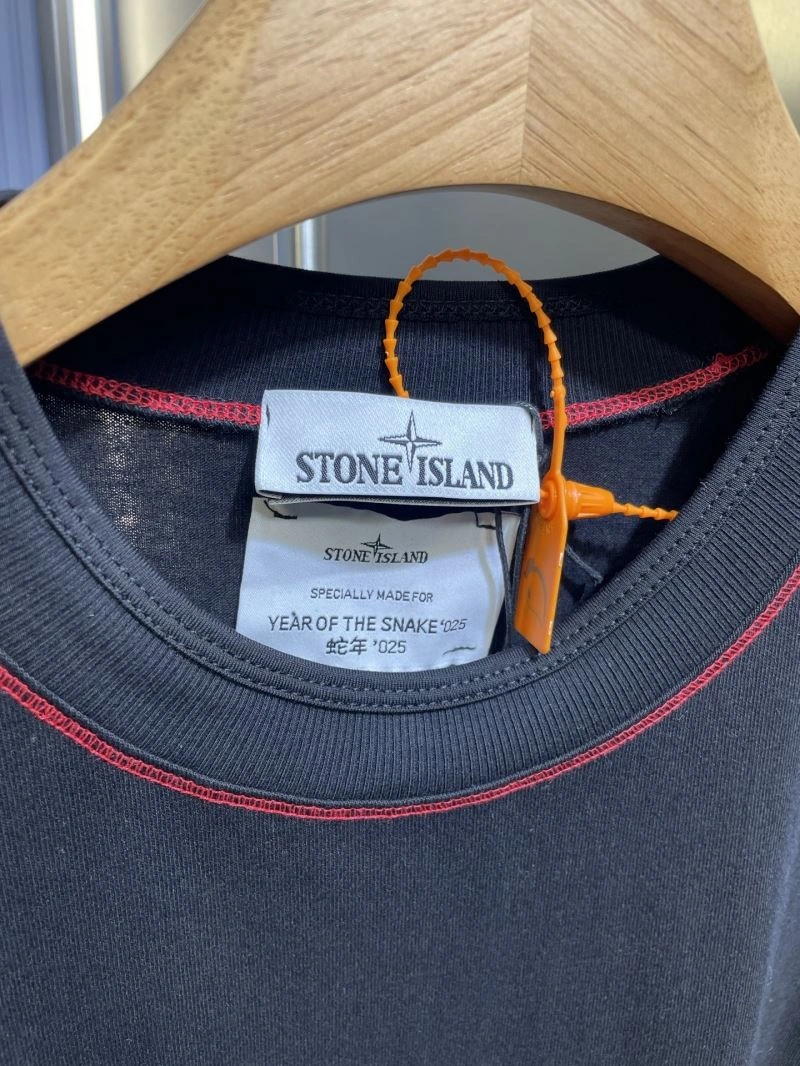 STONE ISLAND
STONE ISLAND
SPECIALLY MADE FOR
YEAR OF THE SNAKE '025
蛇年 '025